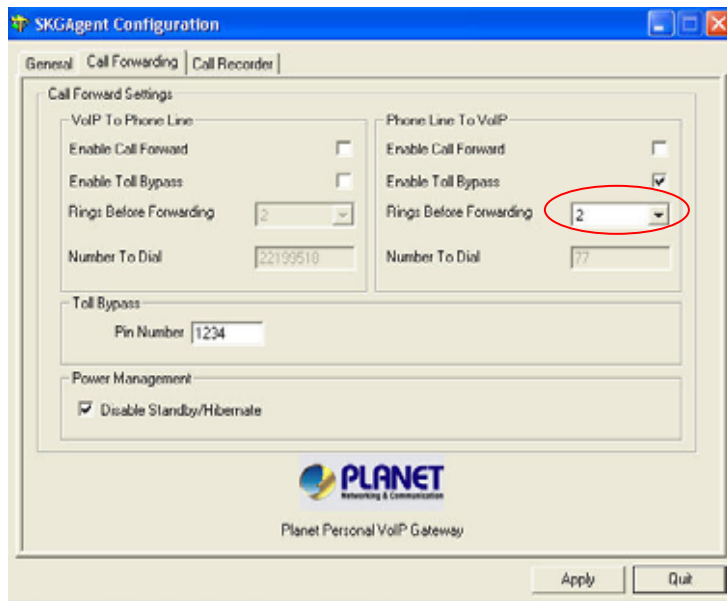 SKGAgent Configuration
General Call Forwarding Call Recorder
Call Forward Settings
VoIP To Phone Line
Enable Call Forward
Enable Toll Bypass
Rings Before Forwarding 2
Number To Dial 22199518
Phone Line To VoIP
Enable Call Forward
Enable Toll Bypass
Rings Before Forwarding 2
Number To Dial 77
Toll Bypass
Pin Number 1234
Power Management
Disable Standby/Hibernate
PLANET
Networking & Communication
Planet Personal VoIP Gateway
Apply Quit